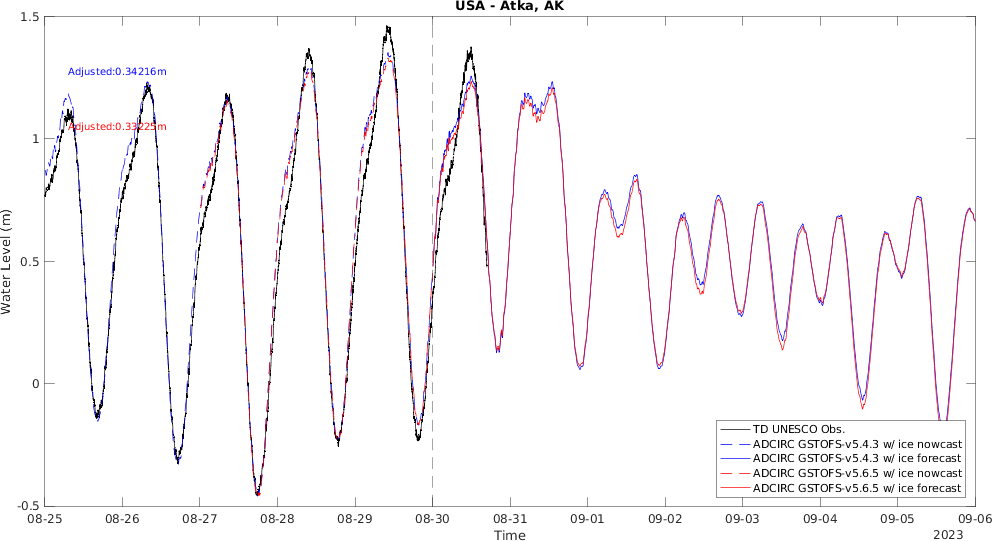 USA - Atka, AK
1.5
1
0.5
0
-0.5
Water Level (m)
Adjusted:0.34216m
Adjusted:0.33225m
TD UNESCO Obs.
ADCIRC GSTOFS-v5.4.3 w/ ice nowcast
ADCIRC GSTOFS-v5.4.3 w/ ice forecast
ADCIRC GSTOFS-v5.6.5 w/ ice nowcast
ADCIRC GSTOFS-v5.6.5 w/ ice forecast
08-25 08-26 08-27 08-28 08-29 08-30 08-31 09-01 09-02 09-03 09-04 09-05 09-06
Time
2023